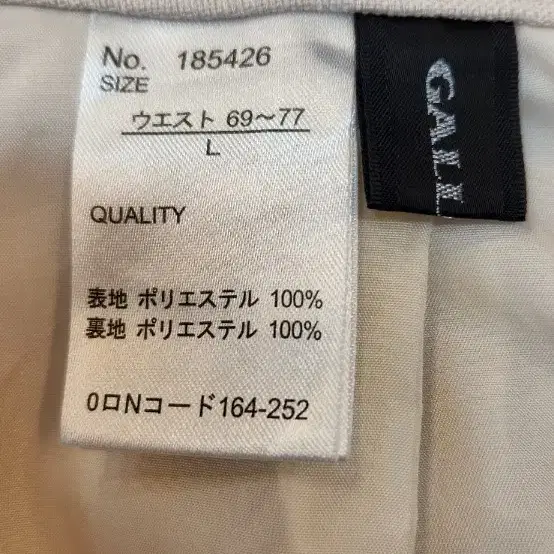 No. 185426
SIZE
ウエスト 69〜77
L
QUALITY
表地 ポリエステル 100%
裏地 ポリエステル 100%
0ロNコード164-252